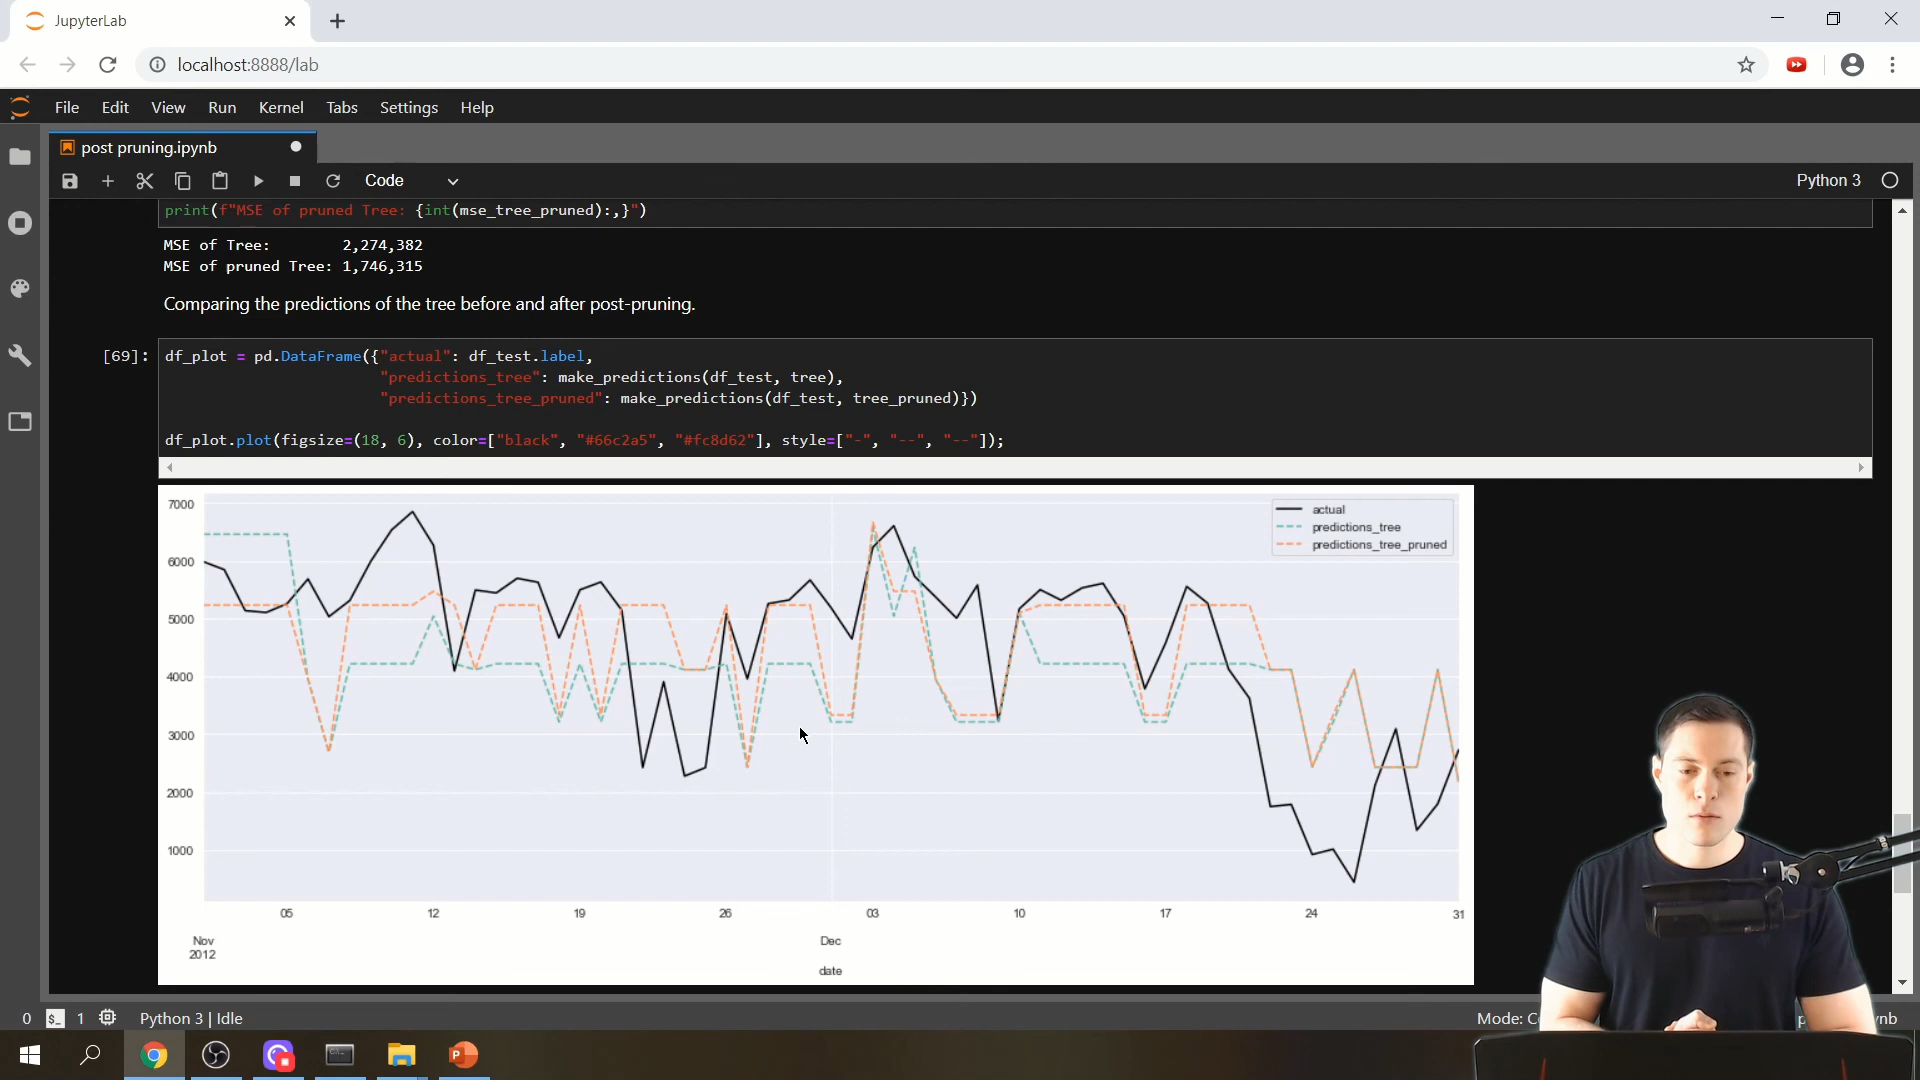 JupyterLab
localhost:8888/lab
File Edit View Run Kernel Tabs Settings Help
post pruning.ipynb
Code
Python 3
print(f"MSE of pruned Tree: {int(mse_tree_pruned):,}")
MSE of Tree: 2,274,382
MSE of pruned Tree: 1,746,315
Comparing the predictions of the tree before and after post-pruning.
[69]: df_plot = pd.DataFrame({"actual": df_test.label,
"predictions_tree": make_predictions(df_test, tree),
"predictions_tree_pruned": make_predictions(df_test, tree_pruned)})
df_plot.plot(figsize=(18, 6), color=["black", "#66c2a5", "#fc8d62"], style=["-", "--", "--"]);
7000
6000
5000
4000
3000
2000
1000
actual
predictions_tree
predictions_tree_pruned
05 12 19 26 03 10 17 24 31
Nov Dec
2012
date
0 $_ 1 Python 3 | Idle
Mode: C
nb